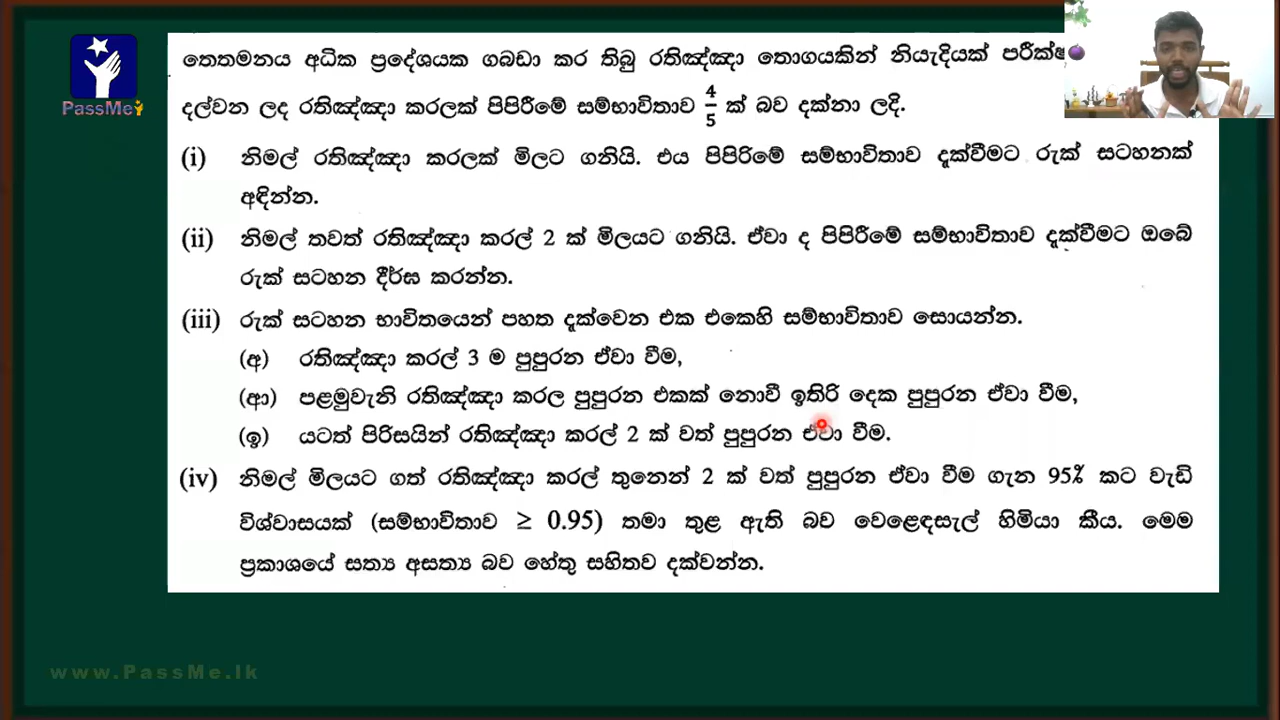 තෙතමනය අධික ප්‍රදේශයක ගබඩා කර තිබු රතිඤ්ඤා තොගයකින් නියැදියක්
දල්වන ලද රතිඤ්ඤා කරලක් පිපිරීමේ සම්භාවිතාව 4/5 ක් බව දක්නා ලදි.
PassMe
(i) නිමල් රතිඤ්ඤා කරලක් මිලට ගනියි. එය පිපිරිමේ සම්භාවිතාව දැක්වීමට රුක් සටහනක්
අඳින්න.
(ii) නිමල් තවත් රතිඤ්ඤා කරල් 2 ක් මිලයට ගනියි. ඒවා ද පිපිරීමේ සම්භාවිතාව දැක්වීමට ඔබේ
රුක් සටහන දීර්ඝ කරන්න.
(iii) රුක් සටහන භාවිතයෙන් පහත දැක්වෙන එක එකෙහි සම්භාවිතාව සොයන්න.
(අ) රතිඤ්ඤා කරල් 3 ම පුපුරන ඒවා වීම,
(ආ) පළමුවැනි රතිඤ්ඤා කරල පුපුරන එකක් නොවී ඉතිරි දෙක පුපුරන ඒවා වීම,
(ඉ) යටත් පිරිසයින් රතිඤ්ඤා කරල් 2 ක් වත් පුපුරන ඒවා වීම.
(iv) නිමල් මිලයට ගත් රතිඤ්ඤා කරල් තුනෙන් 2 ක් වත් පුපුරන ඒවා වීම ගැන 95% කට වැඩි
විශ්වාසයක් (සම්භාවිතාව ≥ 0.95) තමා තුළ ඇති බව වෙළෙඳසැල් හිමියා කීය. මෙම
ප්‍රකාශයේ සත්‍ය අසත්‍ය බව හේතු සහිතව දක්වන්න.
www.PassMe.lk